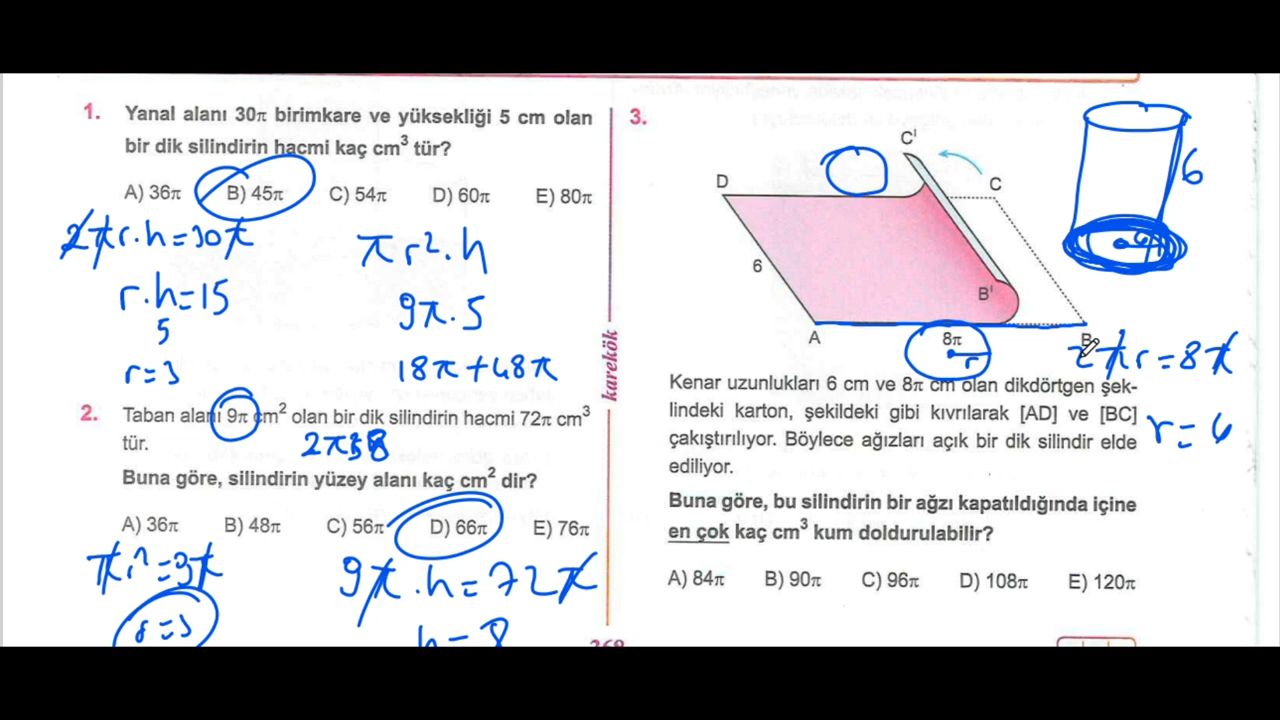 1. Yanal alanı 30π birimkare ve yüksekliği 5 cm olan
bir dik silindirin hacmi kaç cm³ tür?
A) 36π B) 45π C) 54π D) 60π E) 80π
2πr.h=30π
r.h=15
5
r=3
πr².h
9π.5
18π+48π
2. Taban alanı 9π cm² olan bir dik silindirin hacmi 72π cm³
tür.
Buna göre, silindirin yüzey alanı kaç cm² dir?
A) 36π B) 48π C) 56π D) 66π E) 76π
r=3
9π.h=72π
h=8
karekök
3.
C'
D
C
6
B'
A
8π
B
r
6
2πr=8π
Kenar uzunlukları 6 cm ve 8π cm olan dikdörtgen şek-
lindeki karton, şekildeki gibi kıvrılarak [AD] ve [BC]
çakıştırılıyor. Böylece ağızları açık bir dik silindir elde
ediliyor.
Buna göre, bu silindirin bir ağzı kapatıldığında içine
en çok kaç cm³ kum doldurulabilir?
A) 84π B) 90π C) 96π D) 108π E) 120π